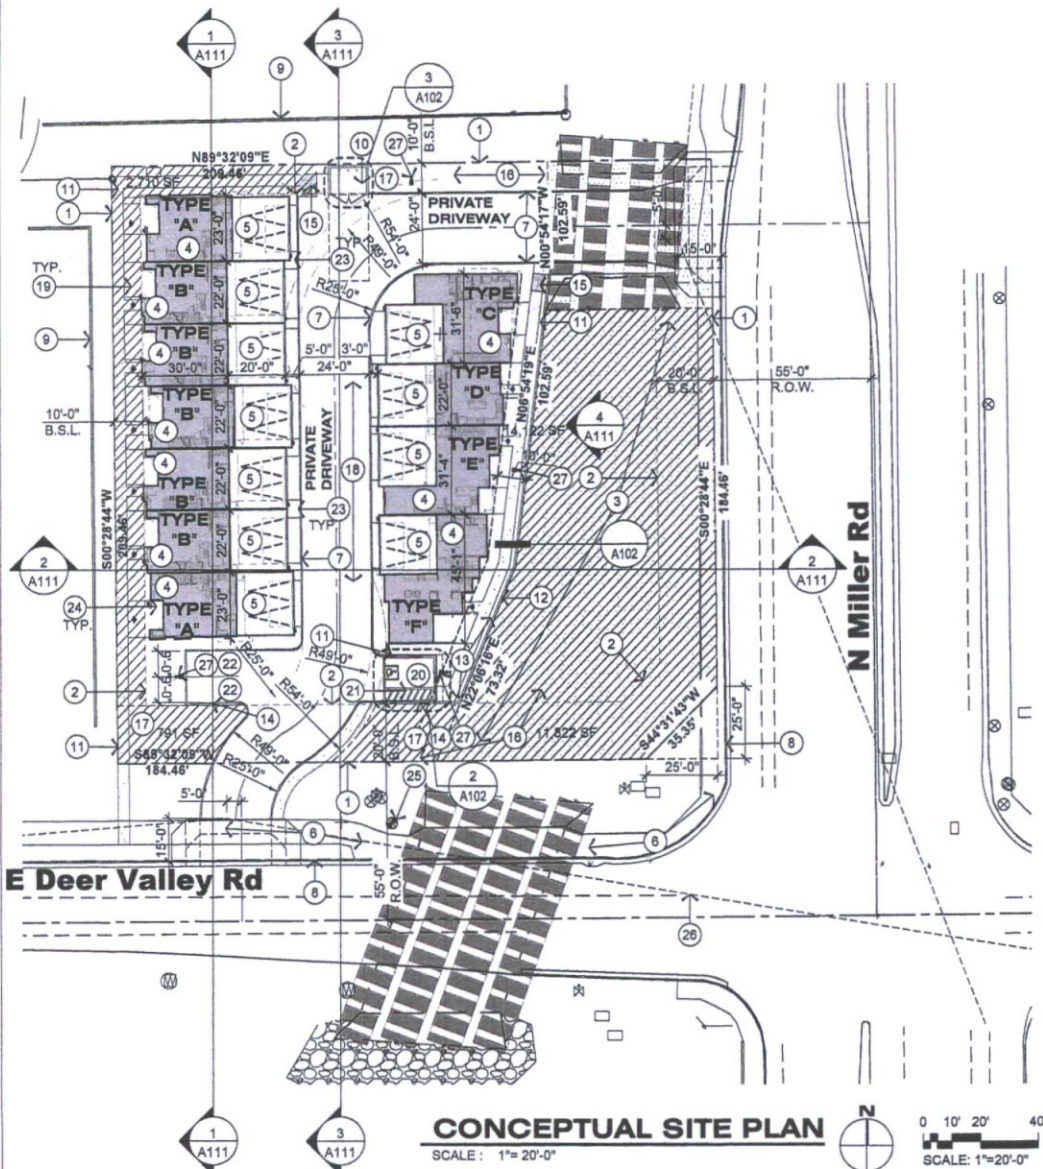 1
A111
3
A111
9
3
A102
10'-0"
B.S.L.
N89°32'09"E
208.46'
2
10
27
1
11
2,710 SF
17
16
1
TYPE
"A"
4
23'-0"
5
15
PRIVATE
DRIVEWAY
24'-0"
7
R54'-0"
R49'-0"
TYP.
23
N00°54'17"W
102.59'
5'-0"
15'-0"
TYP.
19
TYPE
"B"
4
22'-0"
5
R25'-0"
7
TYPE
"C"
4
31'-6"
5
15
11
1
9
TYPE
"B"
4
22'-0"
30'-0"
20'-0"
5
5'-0"
3'-0"
24'-0"
N06°54'19"E
102.59'
20'-0"
B.S.L.
55'-0"
R.O.W.
10'-0"
B.S.L.
TYPE
"B"
4
22'-0"
5
TYPE
"D"
22'-0"
5
4
A111
14,122 SF
10'-0"
TYPE
"B"
4
22'-0"
5
PRIVATE
DRIVEWAY
18
TYPE
"E"
31'-4"
4
5
27
2
3
S00°28'44"W
209.46'
S00°28'44"E
184.46'
TYPE
"B"
4
22'-0"
5
23
TYP.
7
4
5
45'-1"
A102
2
A111
2
A111
N Miller Rd
24
TYP.
TYPE
"A"
4
23'-0"
5
TYPE
"F"
12
11
13
2
27
22
22
R25'-0"
R49'-0"
2
R54'-0"
9'
20
21
N22°06'16"E
73.32'
2
17
11
14
791 SF
S89°32'09"W
184.46'
R49'-0"
R25'-0"
20'-0"
B.S.L.
17
14
27
16
11,822 SF
S44°31'43"W
35.35'
25'-0"
8
25'-0"
5'-0"
1
25
2
A102
15'-0"
6
6
E Deer Valley Rd
8
55'-0"
R.O.W.
26
W
W
1
A111
3
A111
CONCEPTUAL SITE PLAN
SCALE : 1"= 20'-0"
N
0 10' 20' 40
SCALE: 1"=20'-0"